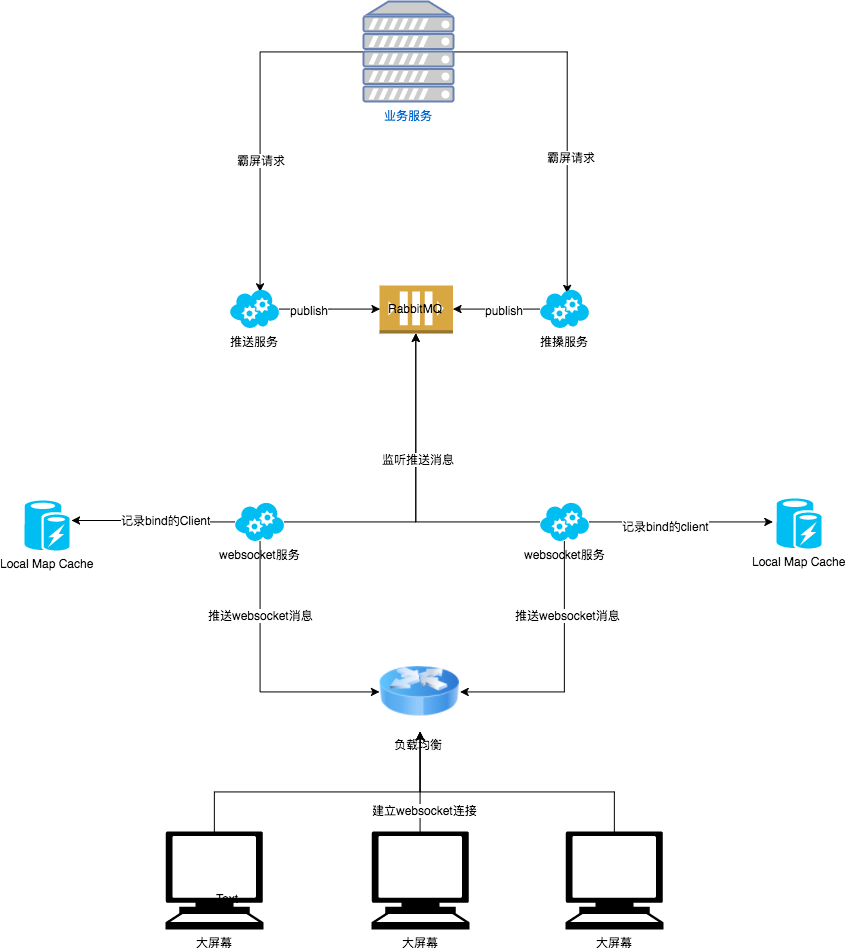 业务服务
霸屏请求
霸屏请求
publish
RabbitMQ
publish
推送服务
推搡服务
监听推送消息
记录bind的Client
记录bind的client
Local Map Cache
websocket服务
websocket服务
Local Map Cache
推送websocket消息
推送websocket消息
负载均衡
建立websocket连接
Text
大屏幕
大屏幕
大屏幕